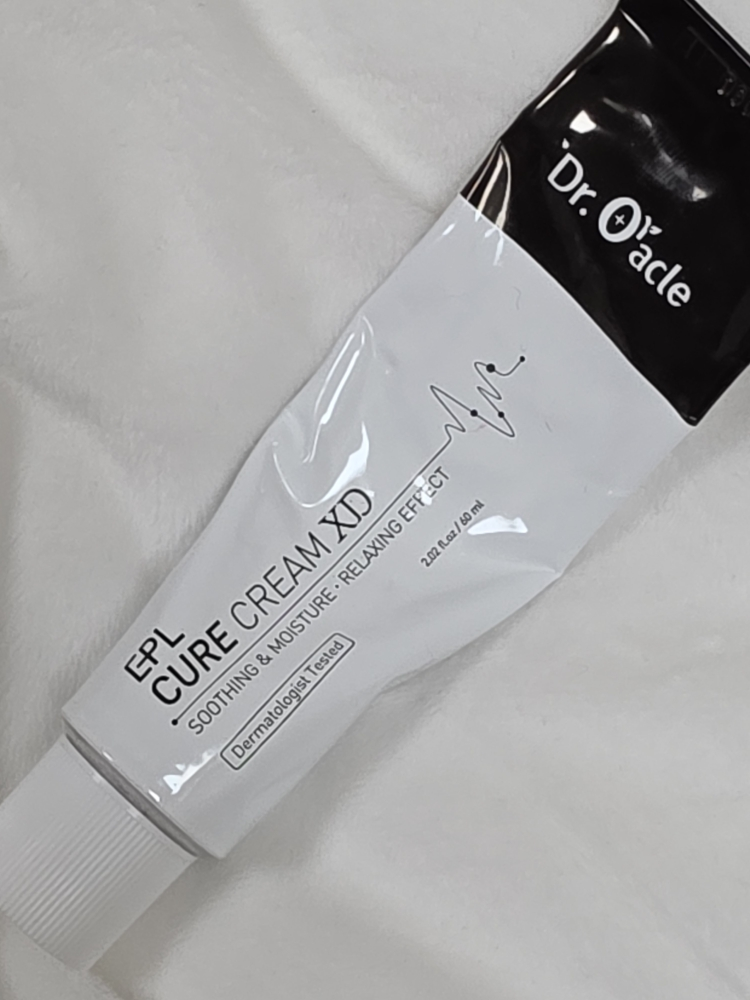 Dr. Oracle
EPL
CURE CREAM XD
SOOTHING & MOISTURE · RELAXING EFFECT
2.02 fl.oz / 60 ml
Dermatologist Tested